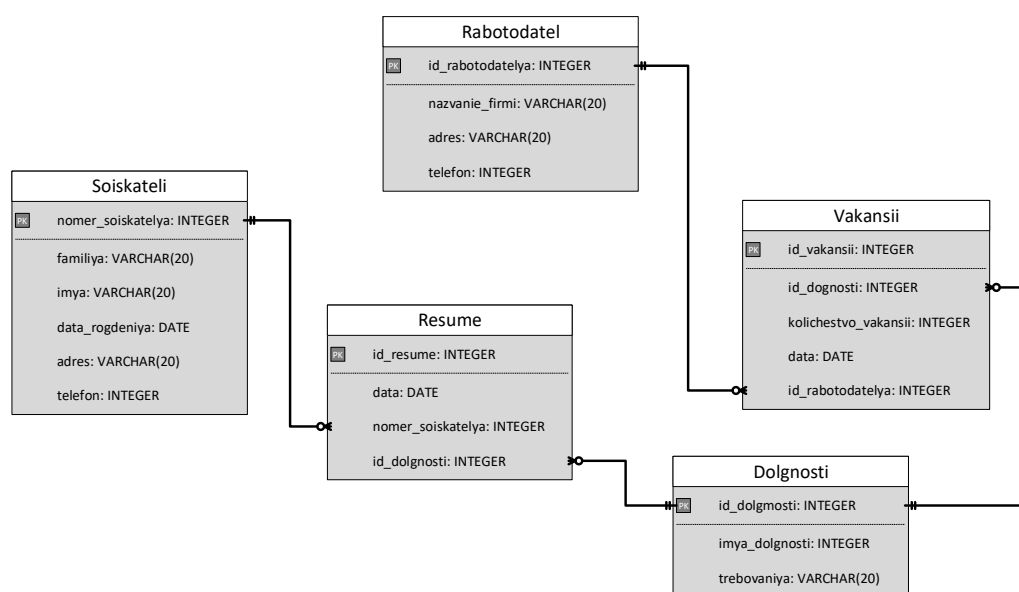 Rabotodatel
PK id_rabotodatelya: INTEGER
nazvanie_firmi: VARCHAR(20)
adres: VARCHAR(20)
telefon: INTEGER
Soiskateli
PK nomer_soiskatelya: INTEGER
familiya: VARCHAR(20)
imya: VARCHAR(20)
data_rogdeniya: DATE
adres: VARCHAR(20)
telefon: INTEGER
Vakansii
PK id_vakansii: INTEGER
id_dognosti: INTEGER
kolichestvo_vakansii: INTEGER
data: DATE
id_rabotodatelya: INTEGER
Resume
PK id_resume: INTEGER
data: DATE
nomer_soiskatelya: INTEGER
id_dolgnosti: INTEGER
Dolgnosti
PK id_dolgmosti: INTEGER
imya_dolgnosti: INTEGER
trebovaniya: VARCHAR(20)